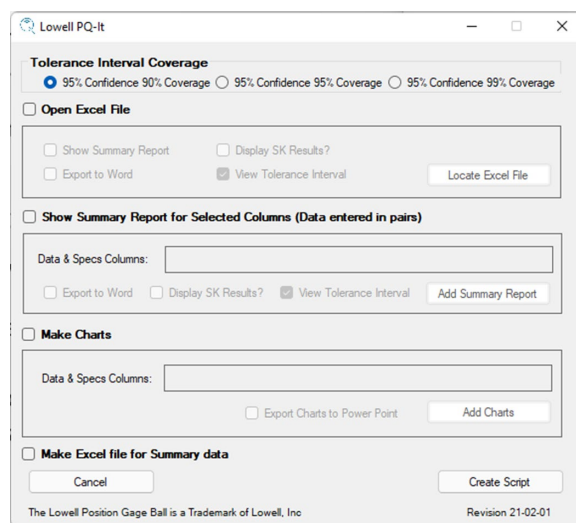 Lowell PQ-It
Tolerance Interval Coverage
95% Confidence 90% Coverage 95% Confidence 95% Coverage 95% Confidence 99% Coverage
Open Excel File
Show Summary Report Display SK Results?
Export to Word View Tolerance Interval Locate Excel File
Show Summary Report for Selected Columns (Data entered in pairs)
Data & Specs Columns:
Export to Word Display SK Results? View Tolerance Interval Add Summary Report
Make Charts
Data & Specs Columns:
Export Charts to Power Point Add Charts
Make Excel file for Summary data
Cancel Create Script
The Lowell Position Gage Ball is a Trademark of Lowell, Inc Revision 21-02-01